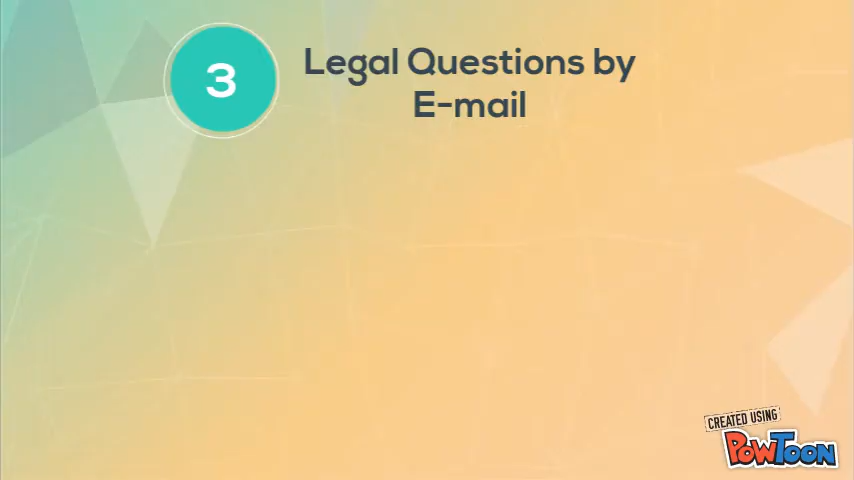 3
Legal Questions by
E-mail
CREATED USING
POWTOON